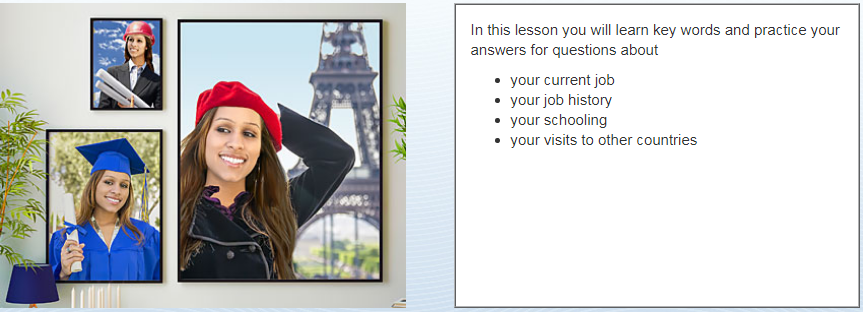 In this lesson you will learn key words and practice your
answers for questions about
• your current job
• your job history
• your schooling
• your visits to other countries